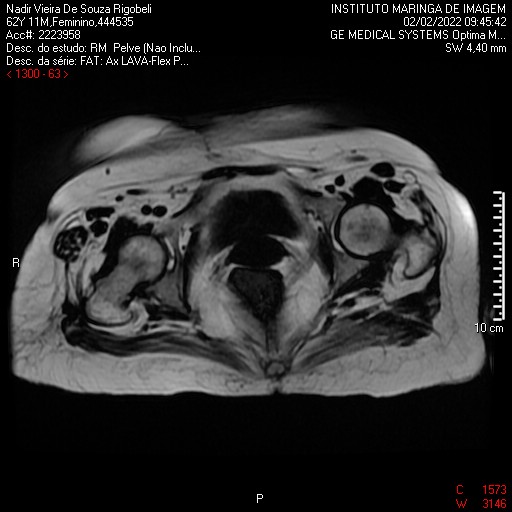 Nadir Vieira De Souza Rigobeli
62Y 11M,Feminino,444535
Acc#: 2223958
Desc. do estudo: RM Pelve (Nao Inclu...
Desc. da série: FAT: Ax LAVA-Flex P...
< 1300 - 63 >
INSTITUTO MARINGA DE IMAGEM
02/02/2022 09:45:42
GE MEDICAL SYSTEMS Optima M...
SW 4,40 mm
R
10 cm
P
C 1573
W 3146